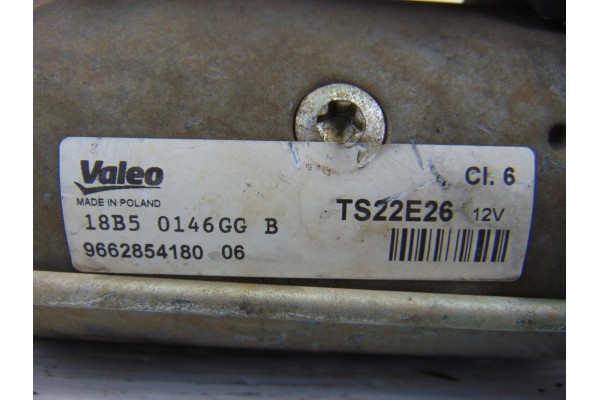 Valeo Cl. 6
MADE IN POLAND
18B5 0146GG B TS22E26 12V
9662854180 06